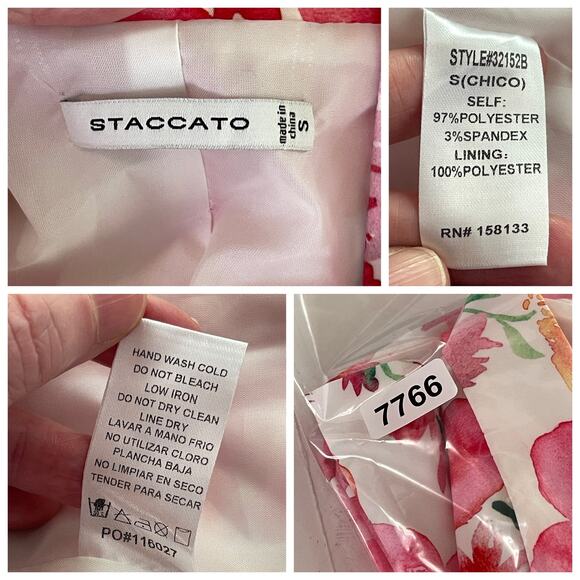 STACCATO
made in
china
S
STYLE#32152B
S(CHICO)
SELF:
97%POLYESTER
3%SPANDEX
LINING:
100%POLYESTER
RN# 158133
HAND WASH COLD
DO NOT BLEACH
LOW IRON
DO NOT DRY CLEAN
LINE DRY
LAVAR A MANO FRIO
NO UTILIZAR CLORO
PLANCHA BAJA
NO LIMPIAR EN SECO
TENDER PARA SECAR
PO#116027
7766